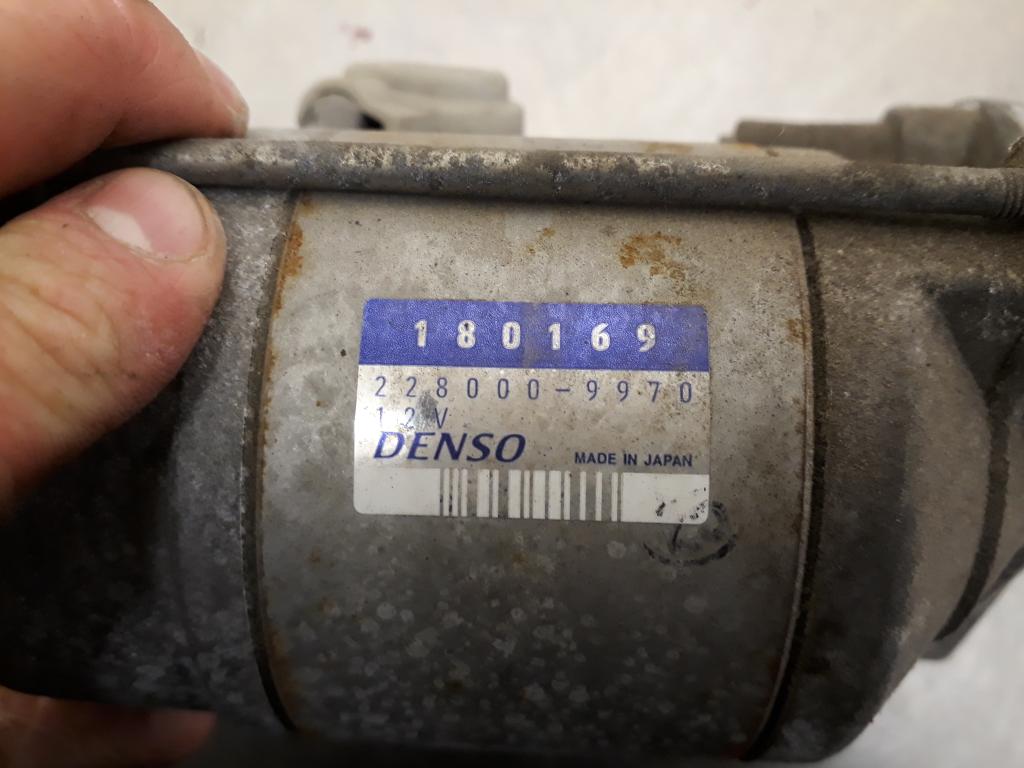 180169
228000-9970
12V
DENSO
MADE IN JAPAN